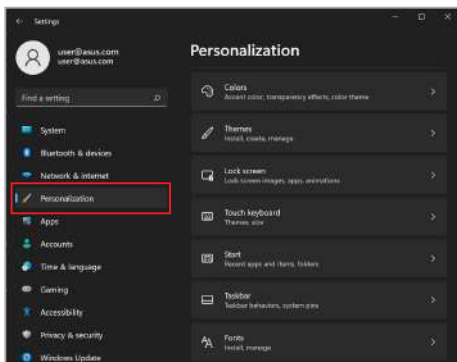 Settings
user@asus.com
user@asus.com
Find a setting
System
Bluetooth & devices
Network & internet
Personalization
Apps
Accounts
Time & language
Gaming
Accessibility
Privacy & security
Windows Update
Personalization
Colors
Accent color, transparency effects, color theme
Themes
Install, create, manage
Lock screen
Lock screen images, apps, animations
Touch keyboard
Themes, size
Start
Recent apps and items, folders
Taskbar
Taskbar behaviors, system pins
Fonts
Install, manage